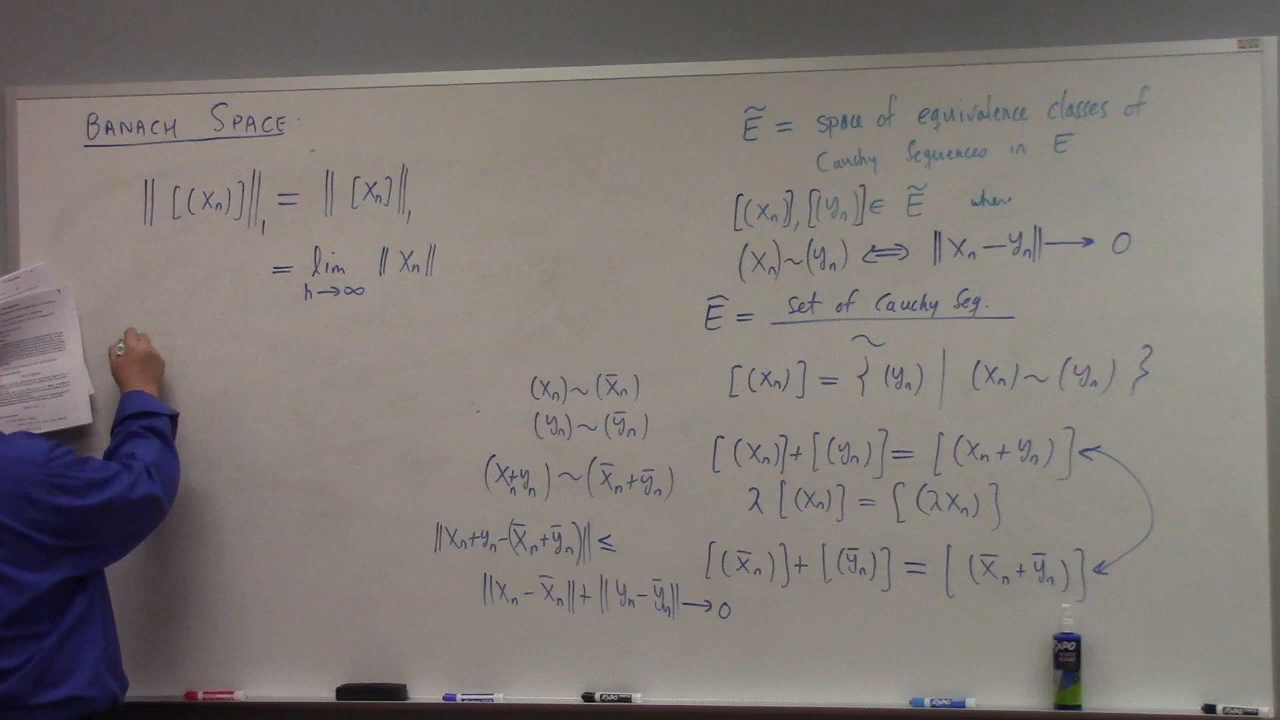 BANACH SPACE
‖[(xₙ)]‖₁ = ‖[xₙ]‖₁
= lim ‖xₙ‖
n→∞
Ẽ = space of equivalence classes of
Cauchy Sequences in E
[(xₙ)], [(yₙ)] ∈ Ẽ where
(xₙ)~(yₙ) ⟺ ‖xₙ − yₙ‖ → 0
Ẽ = set of Cauchy Seq.
~
[(xₙ)] = { (yₙ) | (xₙ) ~ (yₙ) }
[(xₙ)]+[(yₙ)] = [(xₙ + yₙ)]
λ[(xₙ)] = [(λxₙ)]
[(x̄ₙ)]+[(ȳₙ)] = [(x̄ₙ+ȳₙ)]
(xₙ)~(x̄ₙ)
(yₙ)~(ȳₙ)
(xₙ+yₙ) ~ (x̄ₙ+ȳₙ)
‖xₙ+yₙ−(x̄ₙ+ȳₙ)‖ ≤
‖xₙ − x̄ₙ‖ + ‖yₙ − ȳₙ‖ → 0
EXPO